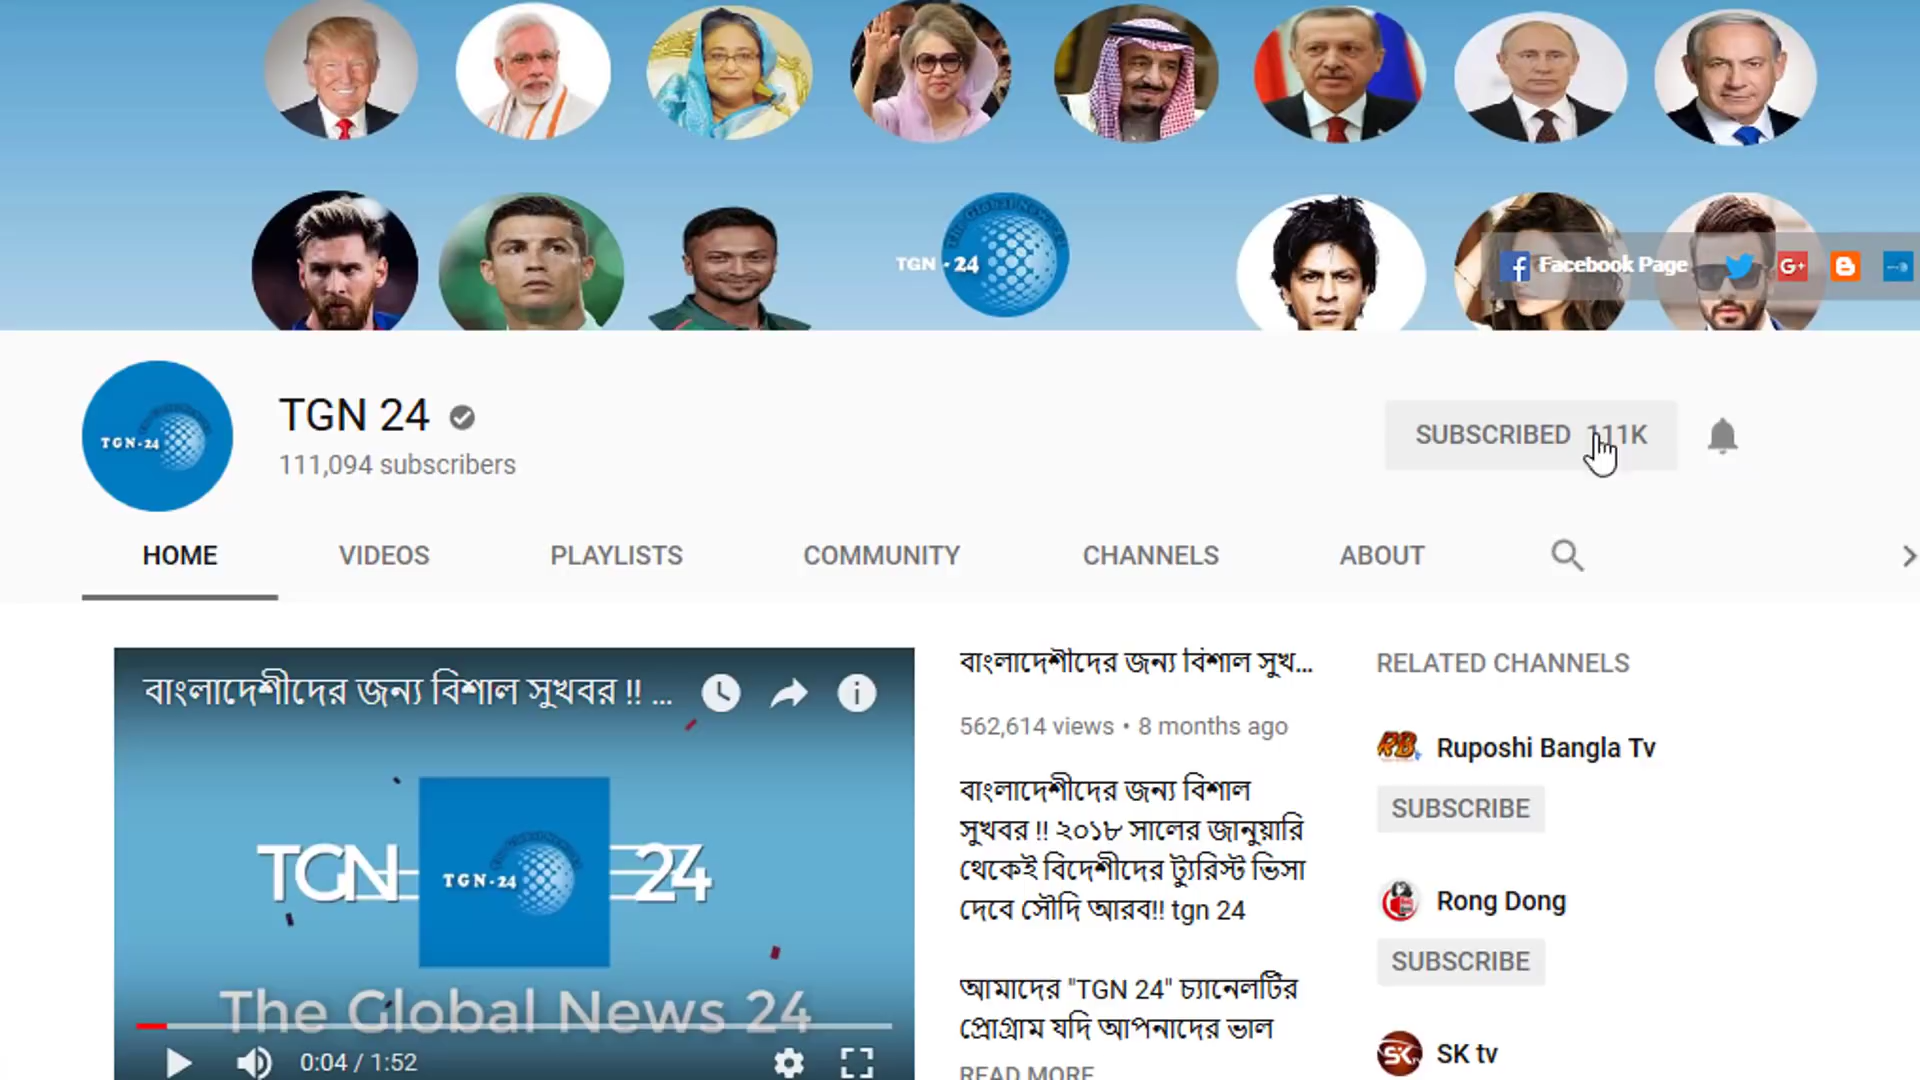 TGN - 24
Facebook Page
TGN-24
TGN 24
111,094 subscribers
SUBSCRIBED 111K
HOME
VIDEOS
PLAYLISTS
COMMUNITY
CHANNELS
ABOUT
বাংলাদেশীদের জন্য বিশাল সুখবর !! ...
TGN
TGN-24
24
The Global News 24
0:04 / 1:52
বাংলাদেশীদের জন্য বিশাল সুখ...
562,614 views • 8 months ago
বাংলাদেশীদের জন্য বিশাল
সুখবর !! ২০১৮ সালের জানুয়ারি
থেকেই বিদেশীদের ট্যুরিস্ট ভিসা
দেবে সৌদি আরব!! tgn 24
আমাদের "TGN 24" চ্যানেলটির
প্রোগ্রাম যদি আপনাদের ভাল
READ MORE
RELATED CHANNELS
Ruposhi Bangla Tv
SUBSCRIBE
Rong Dong
SUBSCRIBE
SK tv